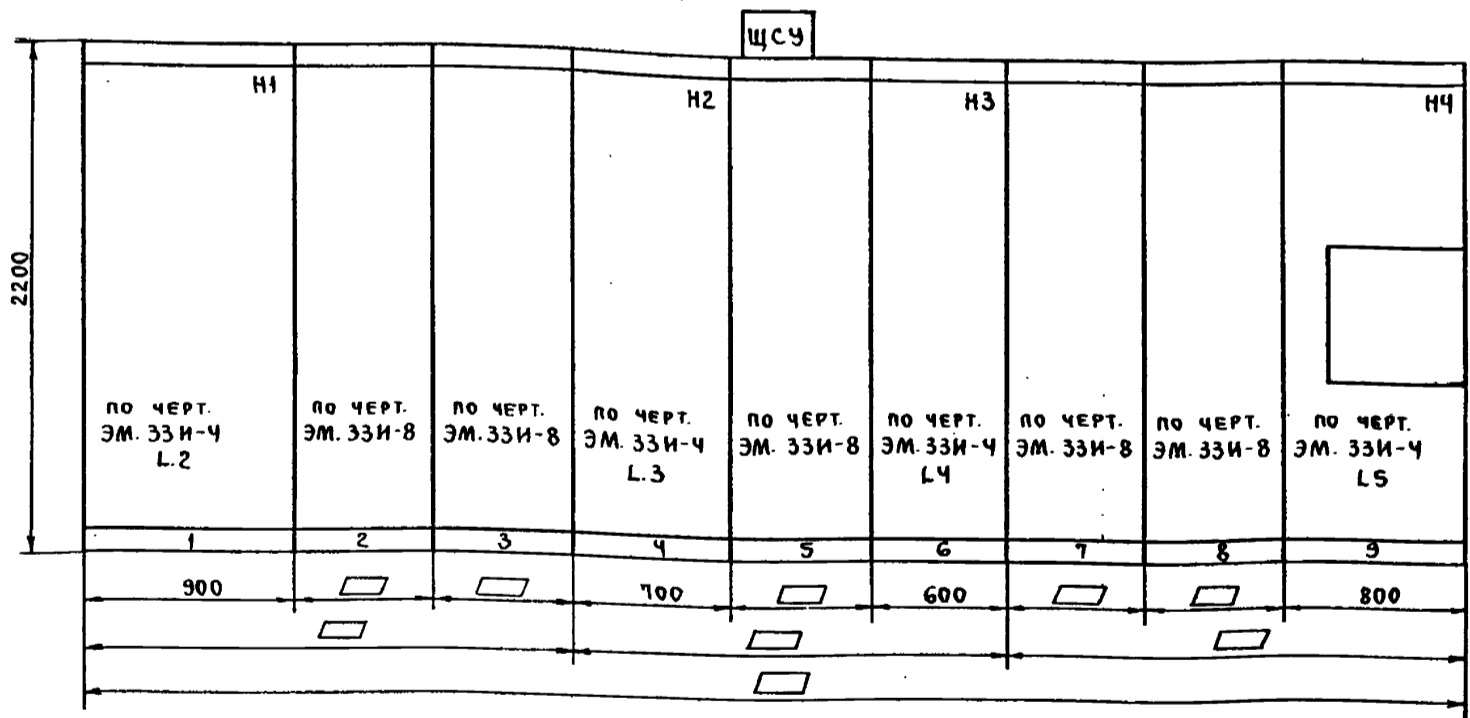 ЩСУ
Н1
Н2
Н3
Н4
2200
ПО ЧЕРТ.
ЭМ. 33И-4
L.2
ПО ЧЕРТ.
ЭМ. 33И-8
ПО ЧЕРТ.
ЭМ. 33И-8
ПО ЧЕРТ.
ЭМ. 33И-4
L.3
ПО ЧЕРТ.
ЭМ. 33И-8
ПО ЧЕРТ.
ЭМ. 33И-4
L4
ПО ЧЕРТ.
ЭМ. 33И-8
ПО ЧЕРТ.
ЭМ. 33И-8
ПО ЧЕРТ.
ЭМ. 33И-4
L5
1 2 3 4 5 6 7 8 9
900 700 600 800